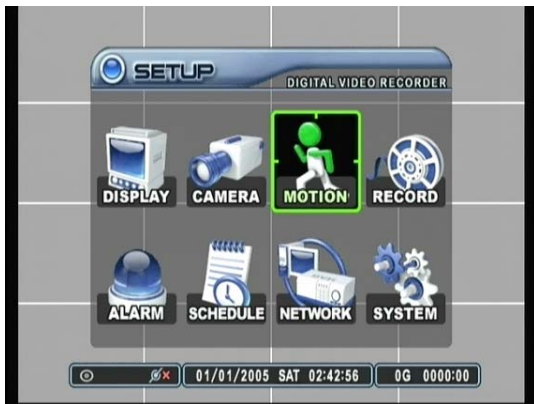 SETUP
DIGITAL VIDEO RECORDER
DISPLAY CAMERA MOTION RECORD
ALARM SCHEDULE NETWORK SYSTEM
01/01/2005 SAT 02:42:56 0G 0000:00